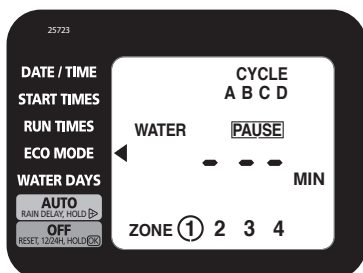 25723
DATE / TIME
START TIMES
RUN TIMES
ECO MODE
WATER DAYS
AUTO
RAIN DELAY, HOLD
OFF
RESET, 12/24H, HOLD OK
CYCLE
A B C D
WATER PAUSE
- - -
MIN
ZONE 1 2 3 4